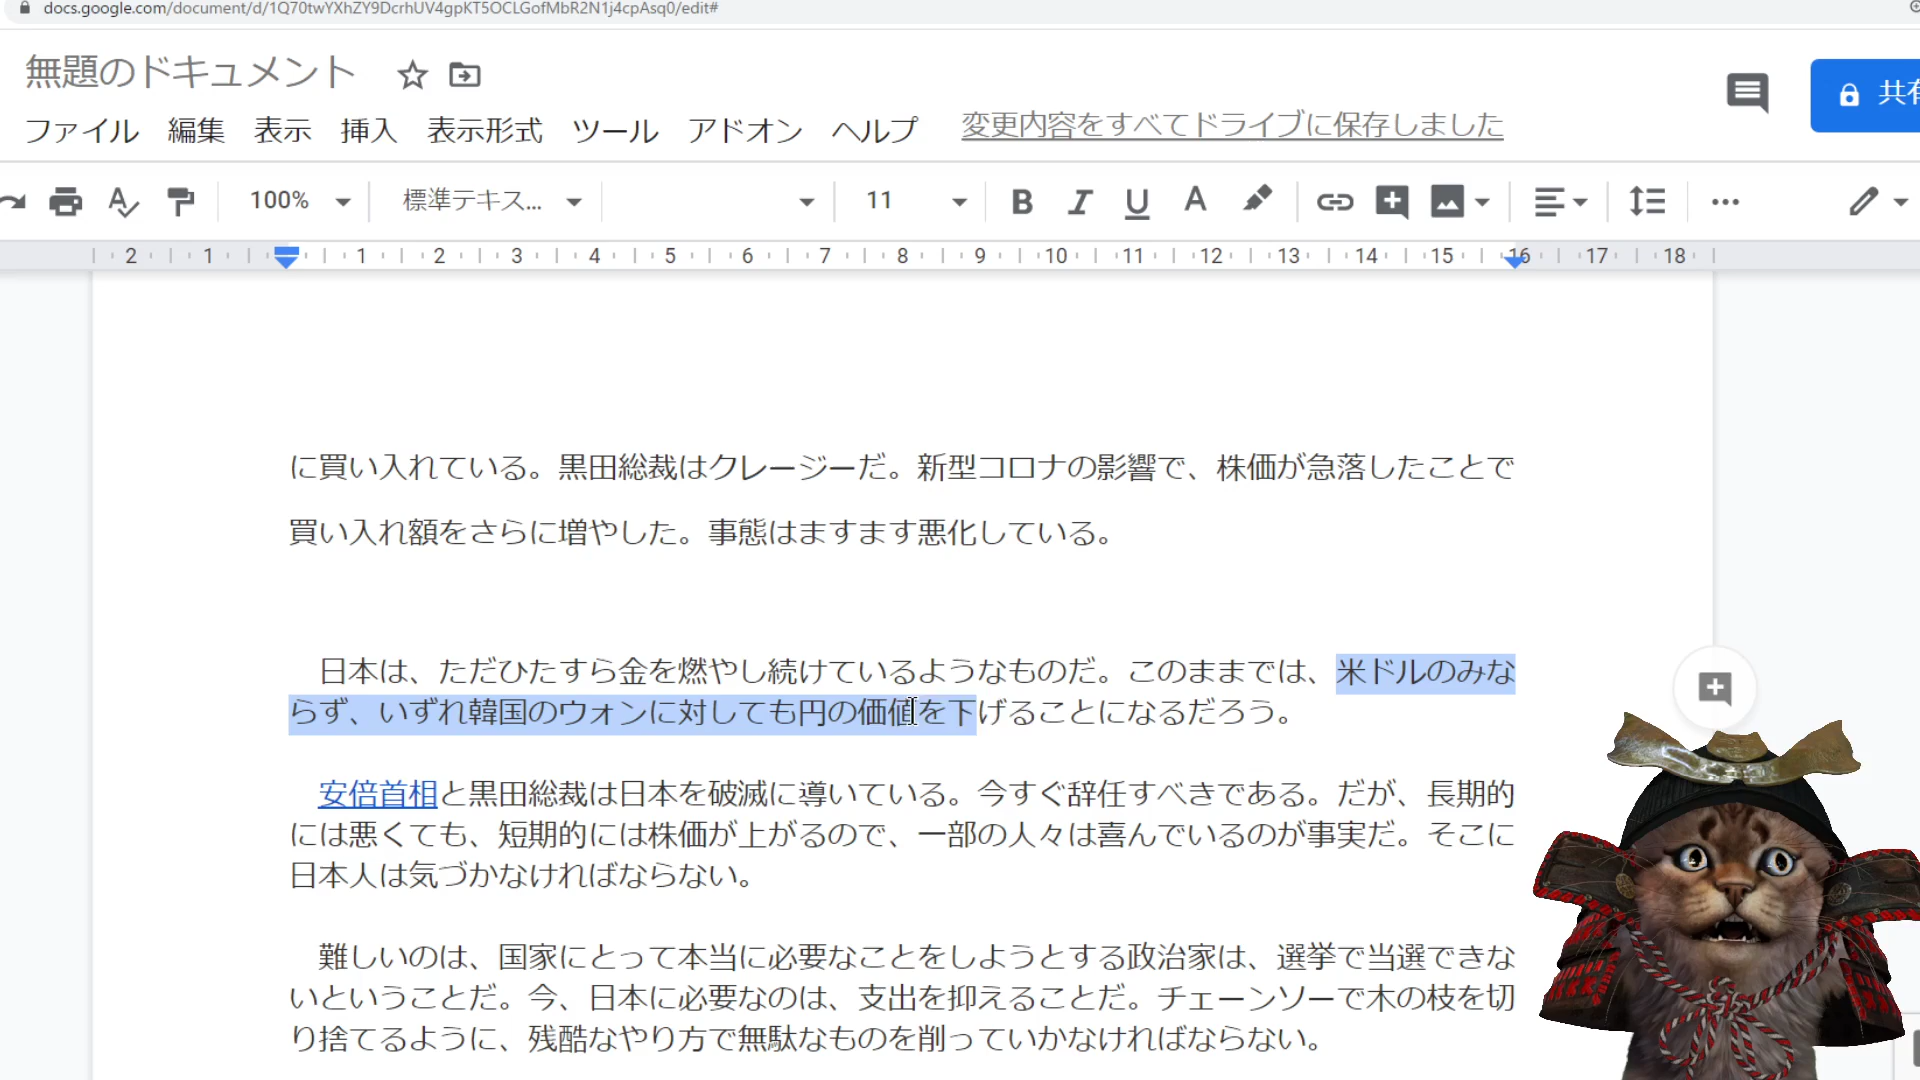 docs.google.com/document/d/1Q70twYXhZY9DcrhUV4gpKT5OCLGofMbR2N1j4cpAsq0/edit#
無題のドキュメント
共有
ファイル 編集 表示 挿入 表示形式 ツール アドオン ヘルプ 変更内容をすべてドライブに保存しました
100% 標準テキス... 11 B I U A
2 1 1 2 3 4 5 6 7 8 9 10 11 12 13 14 15 16 17 18
に買い入れている。黒田総裁はクレージーだ。新型コロナの影響で、株価が急落したことで
買い入れ額をさらに増やした。事態はますます悪化している。
日本は、ただひたすら金を燃やし続けているようなものだ。このままでは、米ドルのみな
らず、いずれ韓国のウォンに対しても円の価値を下げることになるだろう。
安倍首相と黒田総裁は日本を破滅に導いている。今すぐ辞任すべきである。だが、長期的
には悪くても、短期的には株価が上がるので、一部の人々は喜んでいるのが事実だ。そこに
日本人は気づかなければならない。
難しいのは、国家にとって本当に必要なことをしようとする政治家は、選挙で当選できな
いということだ。今、日本に必要なのは、支出を抑えることだ。チェーンソーで木の枝を切
り捨てるように、残酷なやり方で無駄なものを削っていかなければならない。